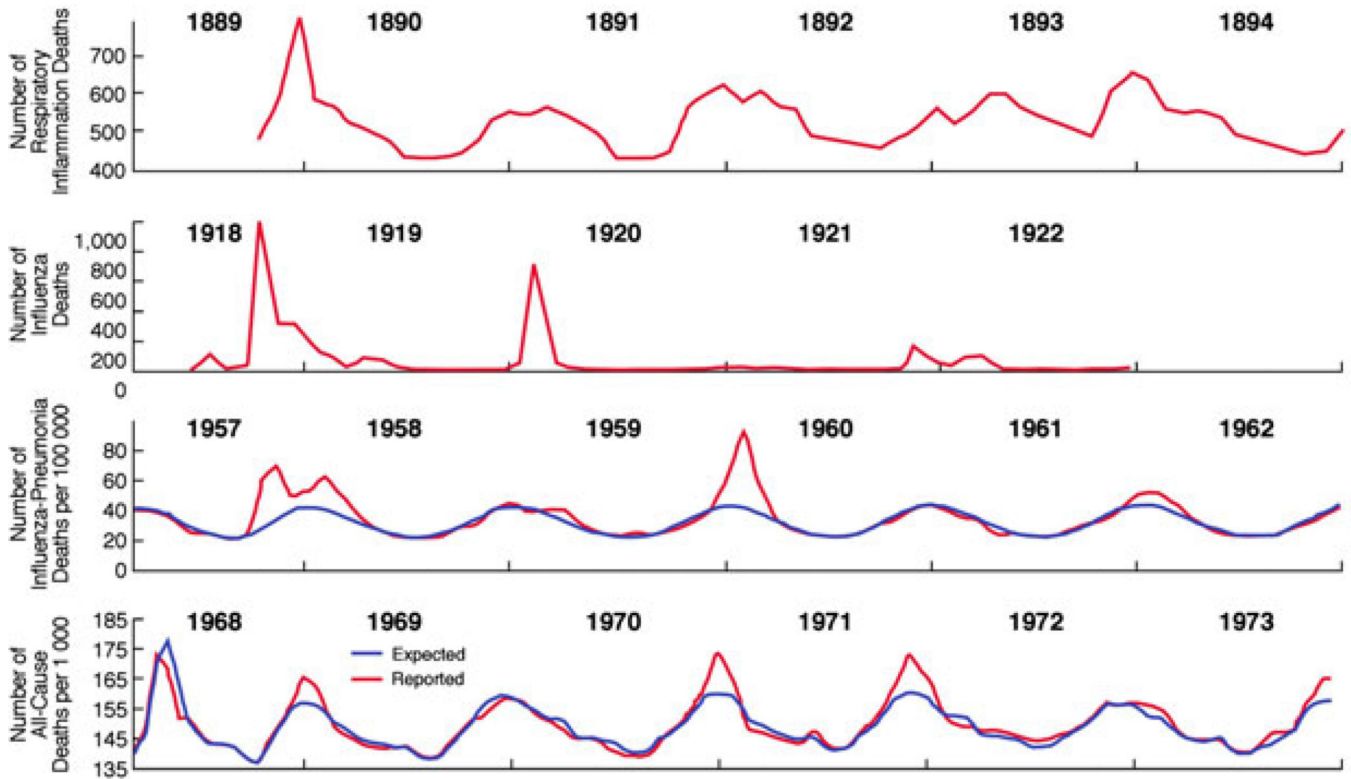 1889 1890 1891 1892 1893 1894
Number of
Respiratory
Inflammation Deaths
700
600
500
400
1918 1919 1920 1921 1922
Number of
Influenza
Deaths
1,000
800
600
400
200
0
1957 1958 1959 1960 1961 1962
Number of
Influenza-Pneumonia
Deaths per 100 000
80
60
40
20
0
1968 1969 1970 1971 1972 1973
Number of
All-Cause
Deaths per 1 000
185
175
165
155
145
135
Expected
Reported